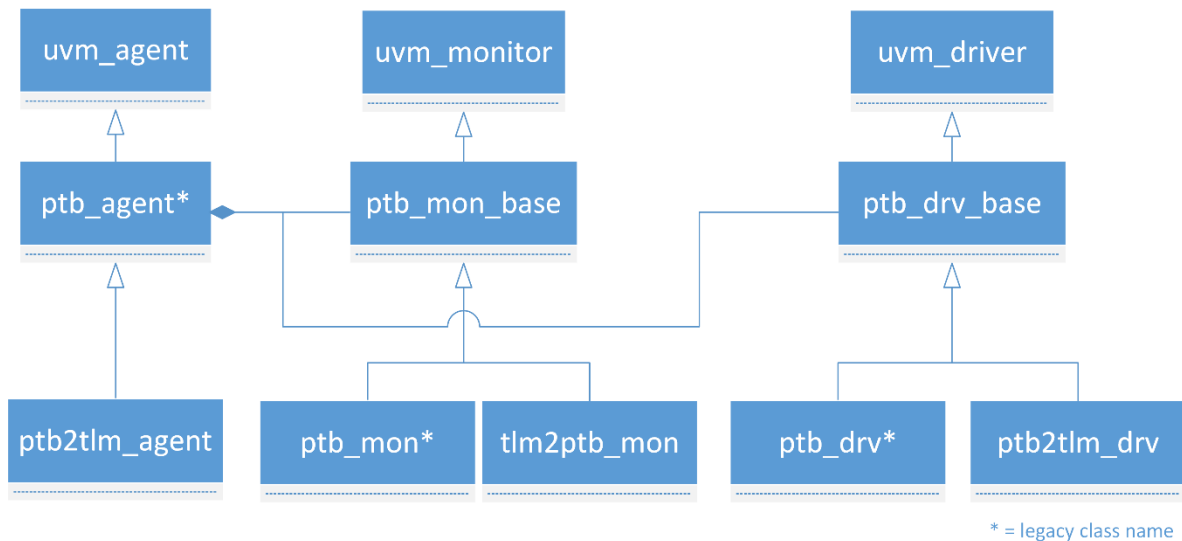 uvm_agent
uvm_monitor
uvm_driver
ptb_agent*
ptb_mon_base
ptb_drv_base
ptb2tlm_agent
ptb_mon*
tlm2ptb_mon
ptb_drv*
ptb2tlm_drv
* = legacy class name